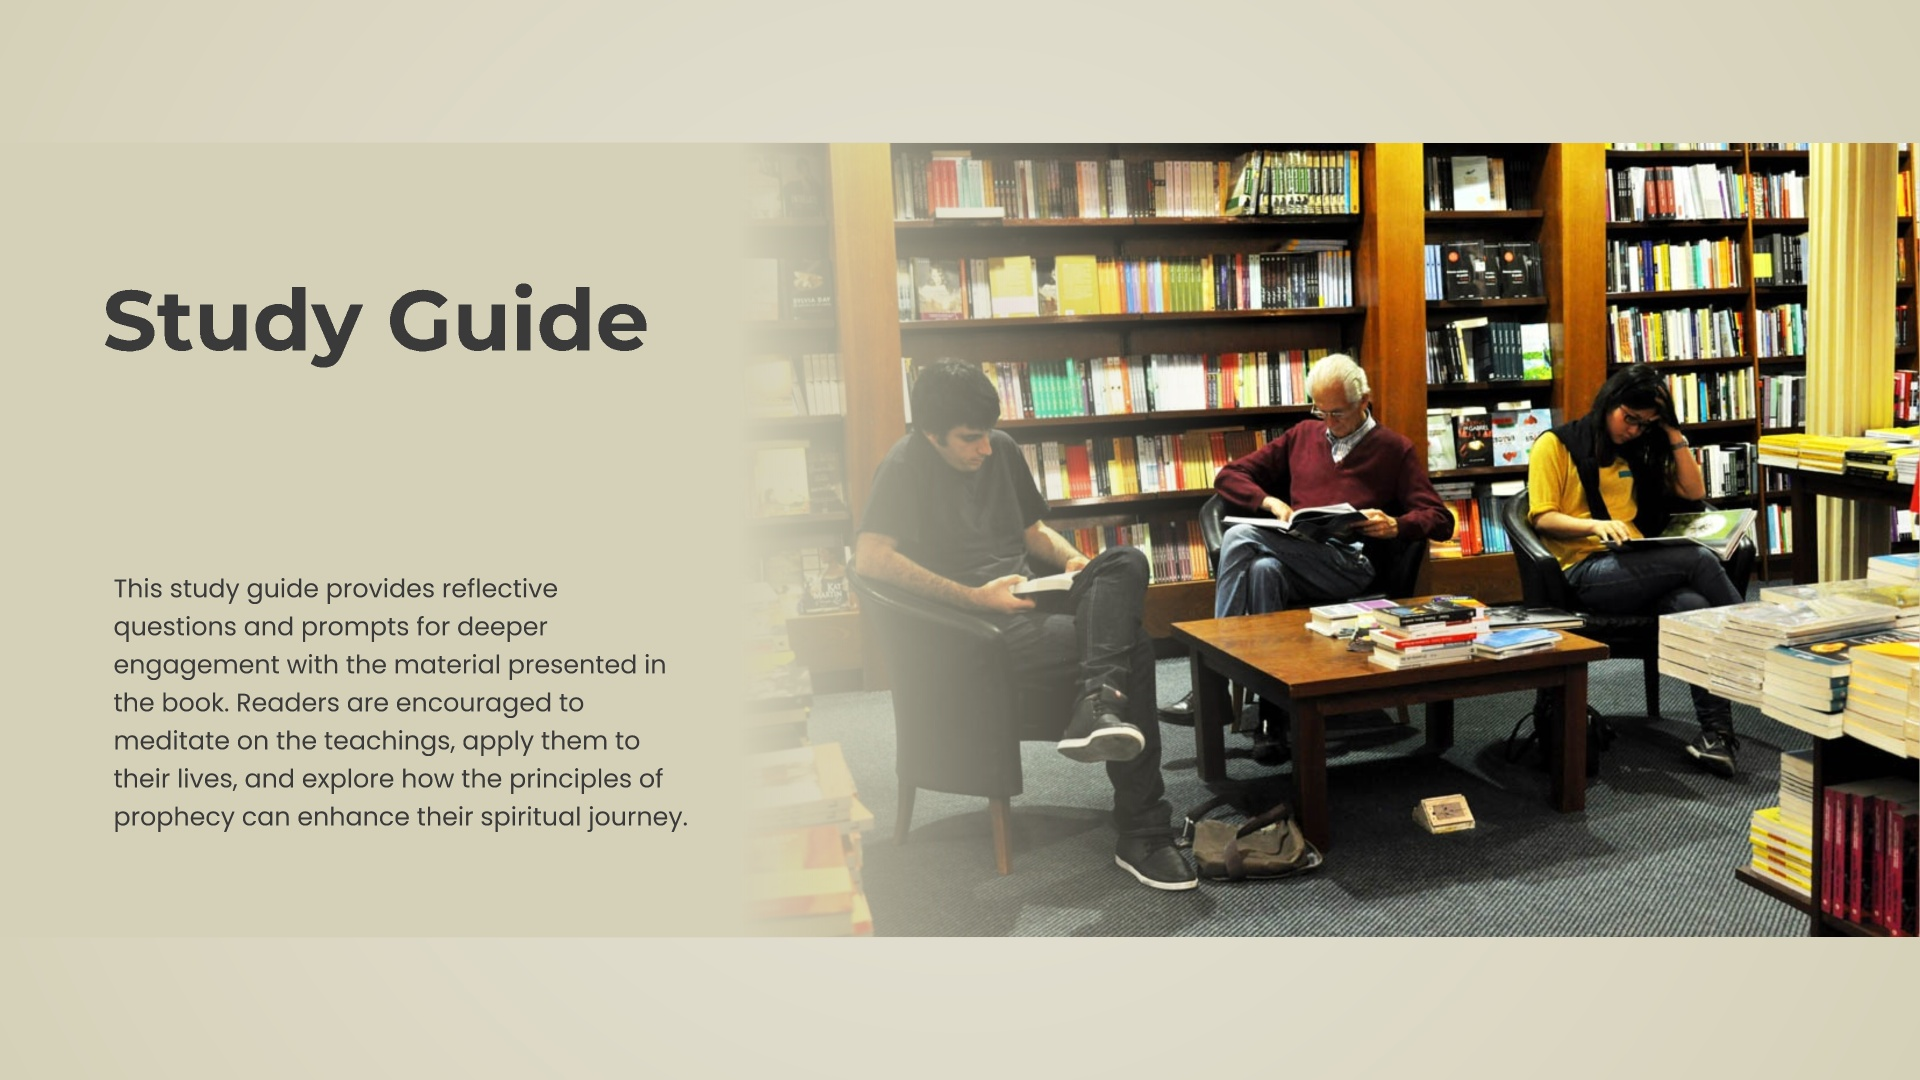 Study Guide
This study guide provides reflective
questions and prompts for deeper
engagement with the material presented in
the book. Readers are encouraged to
meditate on the teachings, apply them to
their lives, and explore how the principles of
prophecy can enhance their spiritual journey.